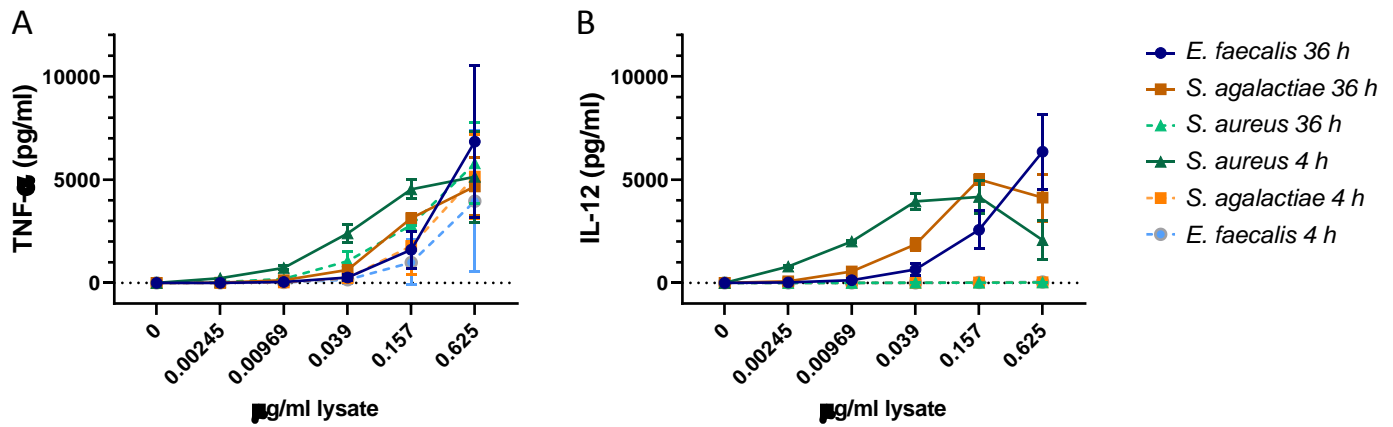 A
TNF-α (pg/ml)
10000
5000
0
0
0.00245
0.00969
0.039
0.157
0.625
µg/ml lysate
B
IL-12 (pg/ml)
10000
5000
0
0
0.00245
0.00969
0.039
0.157
0.625
µg/ml lysate
E. faecalis 36 h
S. agalactiae 36 h
S. aureus 36 h
S. aureus 4 h
S. agalactiae 4 h
E. faecalis 4 h